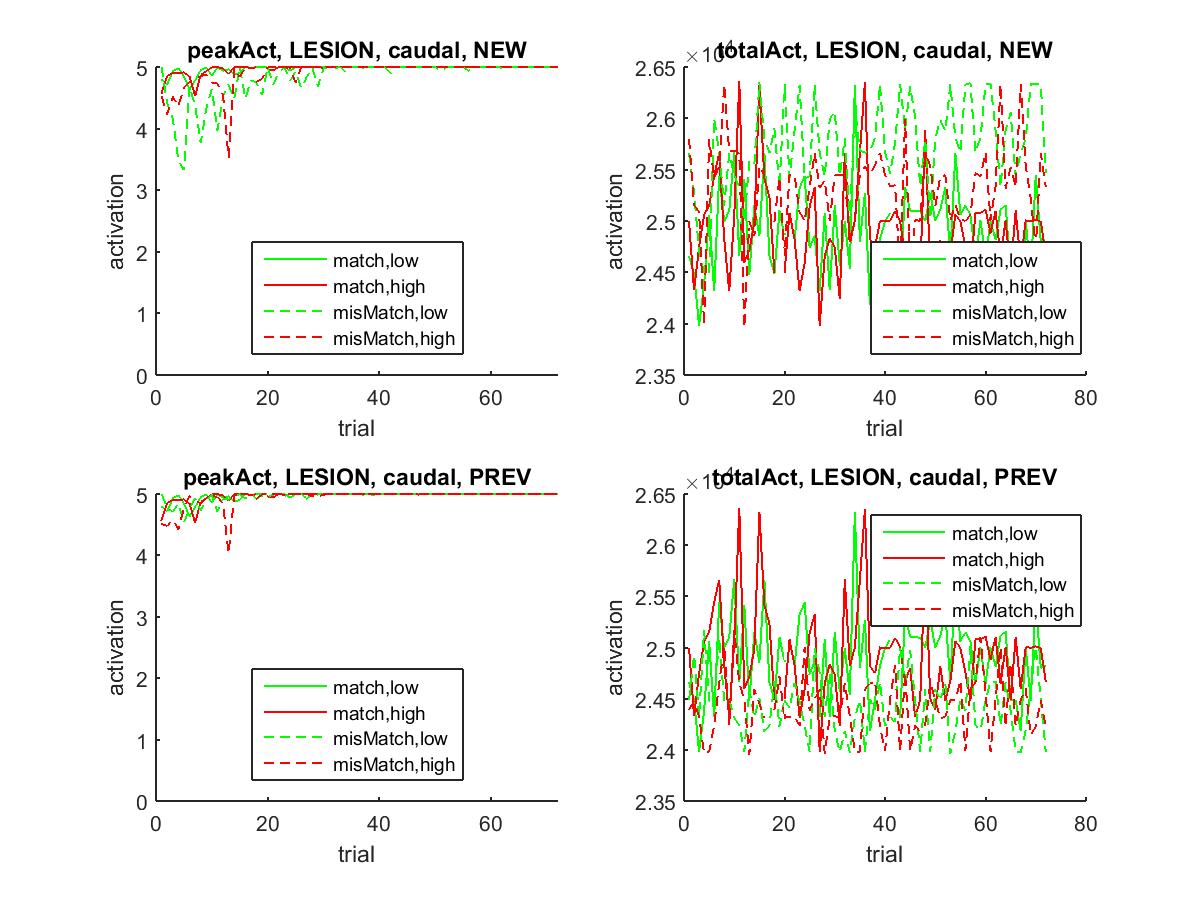 peakAct, LESION, caudal, NEW
5
4
3
2
1
0
activation
match,low
match,high
misMatch,low
misMatch,high
0 20 40 60
trial
×10^4
totalAct, LESION, caudal, NEW
2.65
2.6
2.55
2.5
2.45
2.4
2.35
activation
match,low
match,high
misMatch,low
misMatch,high
0 20 40 60 80
trial
peakAct, LESION, caudal, PREV
5
4
3
2
1
0
activation
match,low
match,high
misMatch,low
misMatch,high
0 20 40 60
trial
×10^4
totalAct, LESION, caudal, PREV
2.65
2.6
2.55
2.5
2.45
2.4
2.35
activation
match,low
match,high
misMatch,low
misMatch,high
0 20 40 60 80
trial